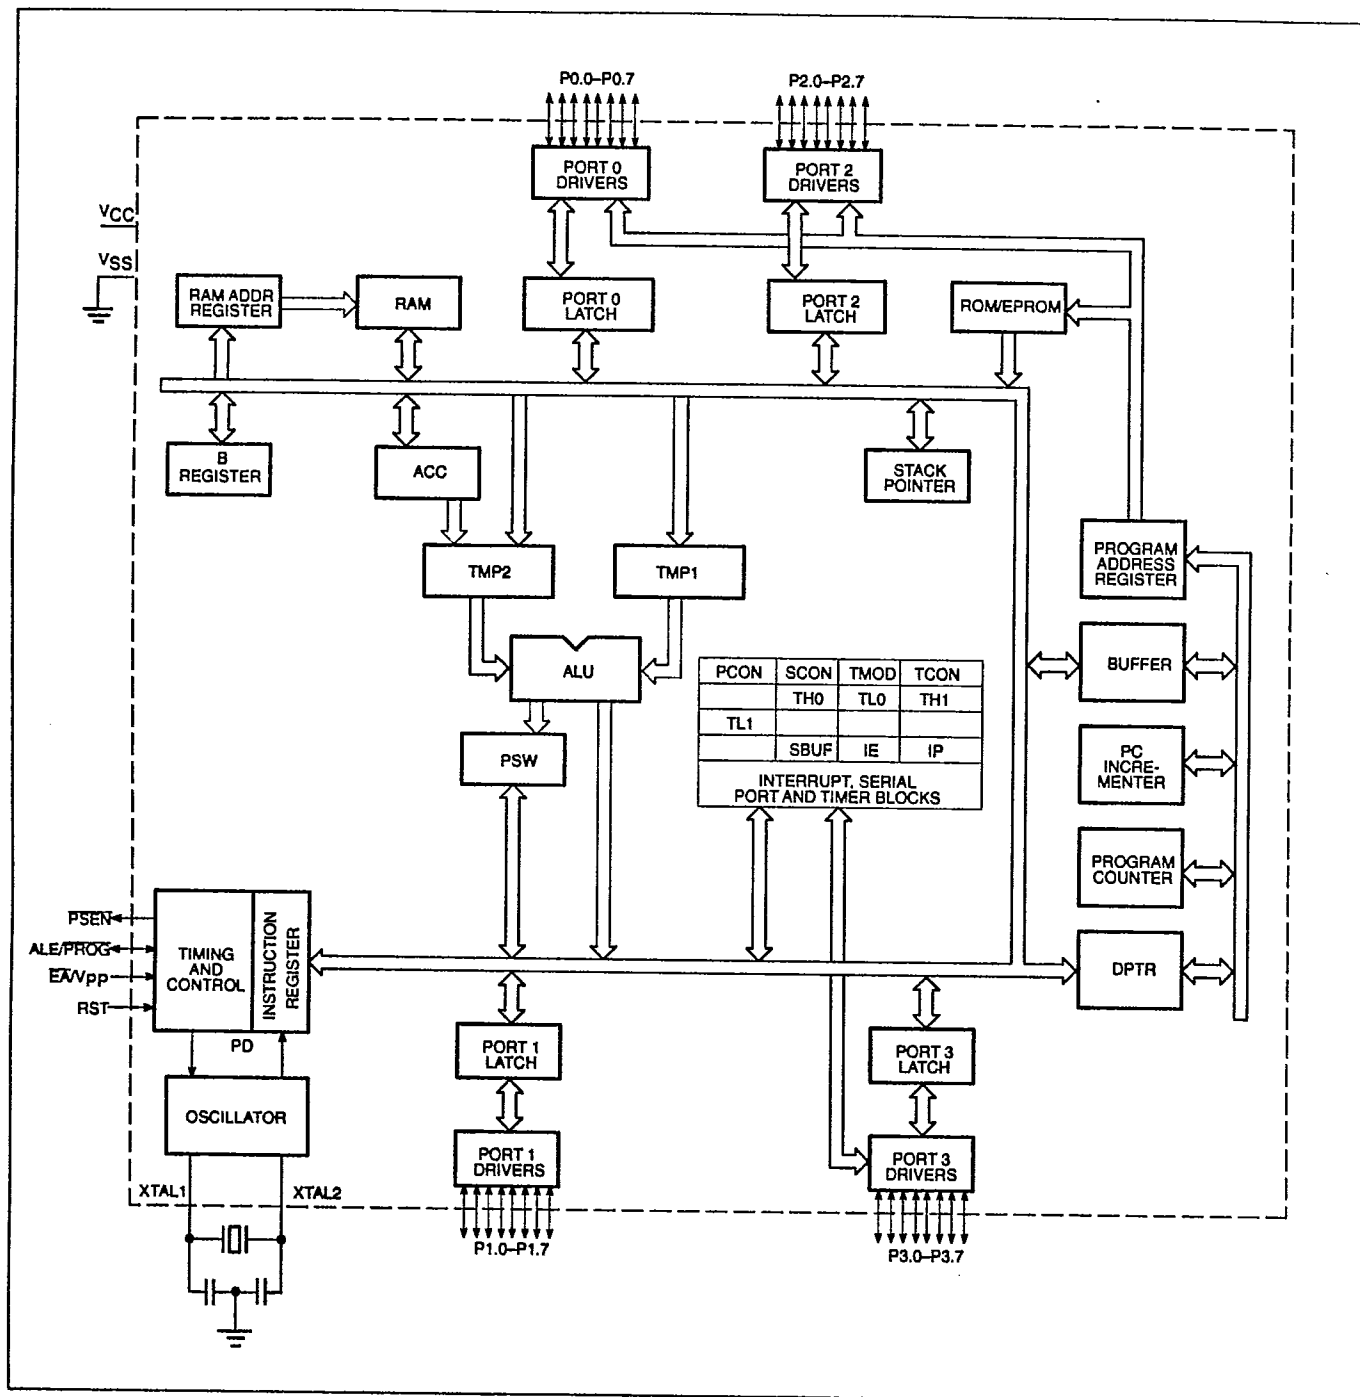 P0.0–P0.7
P2.0–P2.7
PORT 0
DRIVERS
PORT 2
DRIVERS
VCC
VSS
RAM ADDR
REGISTER
RAM
PORT 0
LATCH
PORT 2
LATCH
ROM/EPROM
B
REGISTER
ACC
STACK
POINTER
TMP2
TMP1
PROGRAM
ADDRESS
REGISTER
ALU
BUFFER
PCON SCON TMOD TCON
TH0 TL0 TH1
TL1
SBUF IE IP
INTERRUPT, SERIAL
PORT AND TIMER BLOCKS
PSW
PC
INCRE-
MENTER
PROGRAM
COUNTER
PSEN
ALE/PROG
EA/Vpp
RST
TIMING
AND
CONTROL
INSTRUCTION
REGISTER
DPTR
PD
PORT 1
LATCH
PORT 3
LATCH
OSCILLATOR
PORT 1
DRIVERS
PORT 3
DRIVERS
XTAL1
XTAL2
P1.0–P1.7
P3.0–P3.7